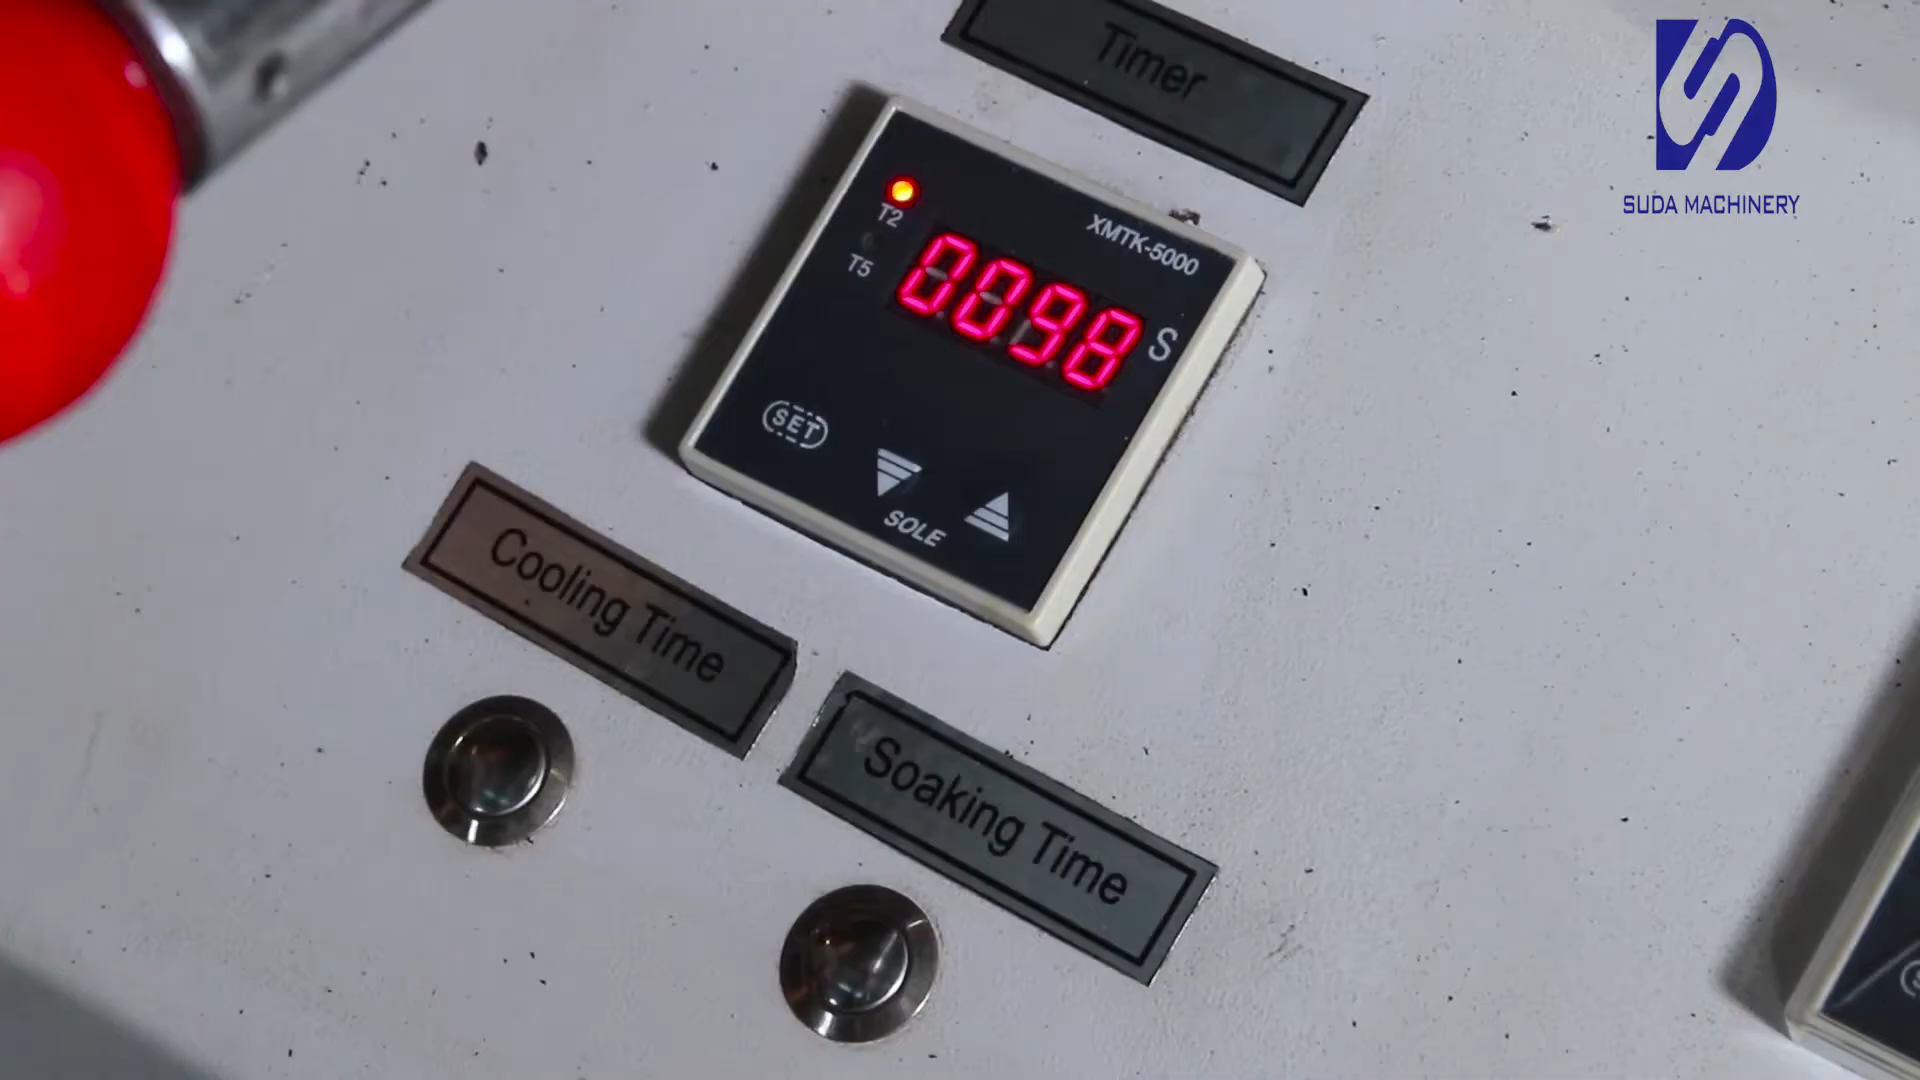 Timer
SUDA MACHINERY
XMTK-5000
T2
T5
0098 S
SET
SOLE
Cooling Time
Soaking Time